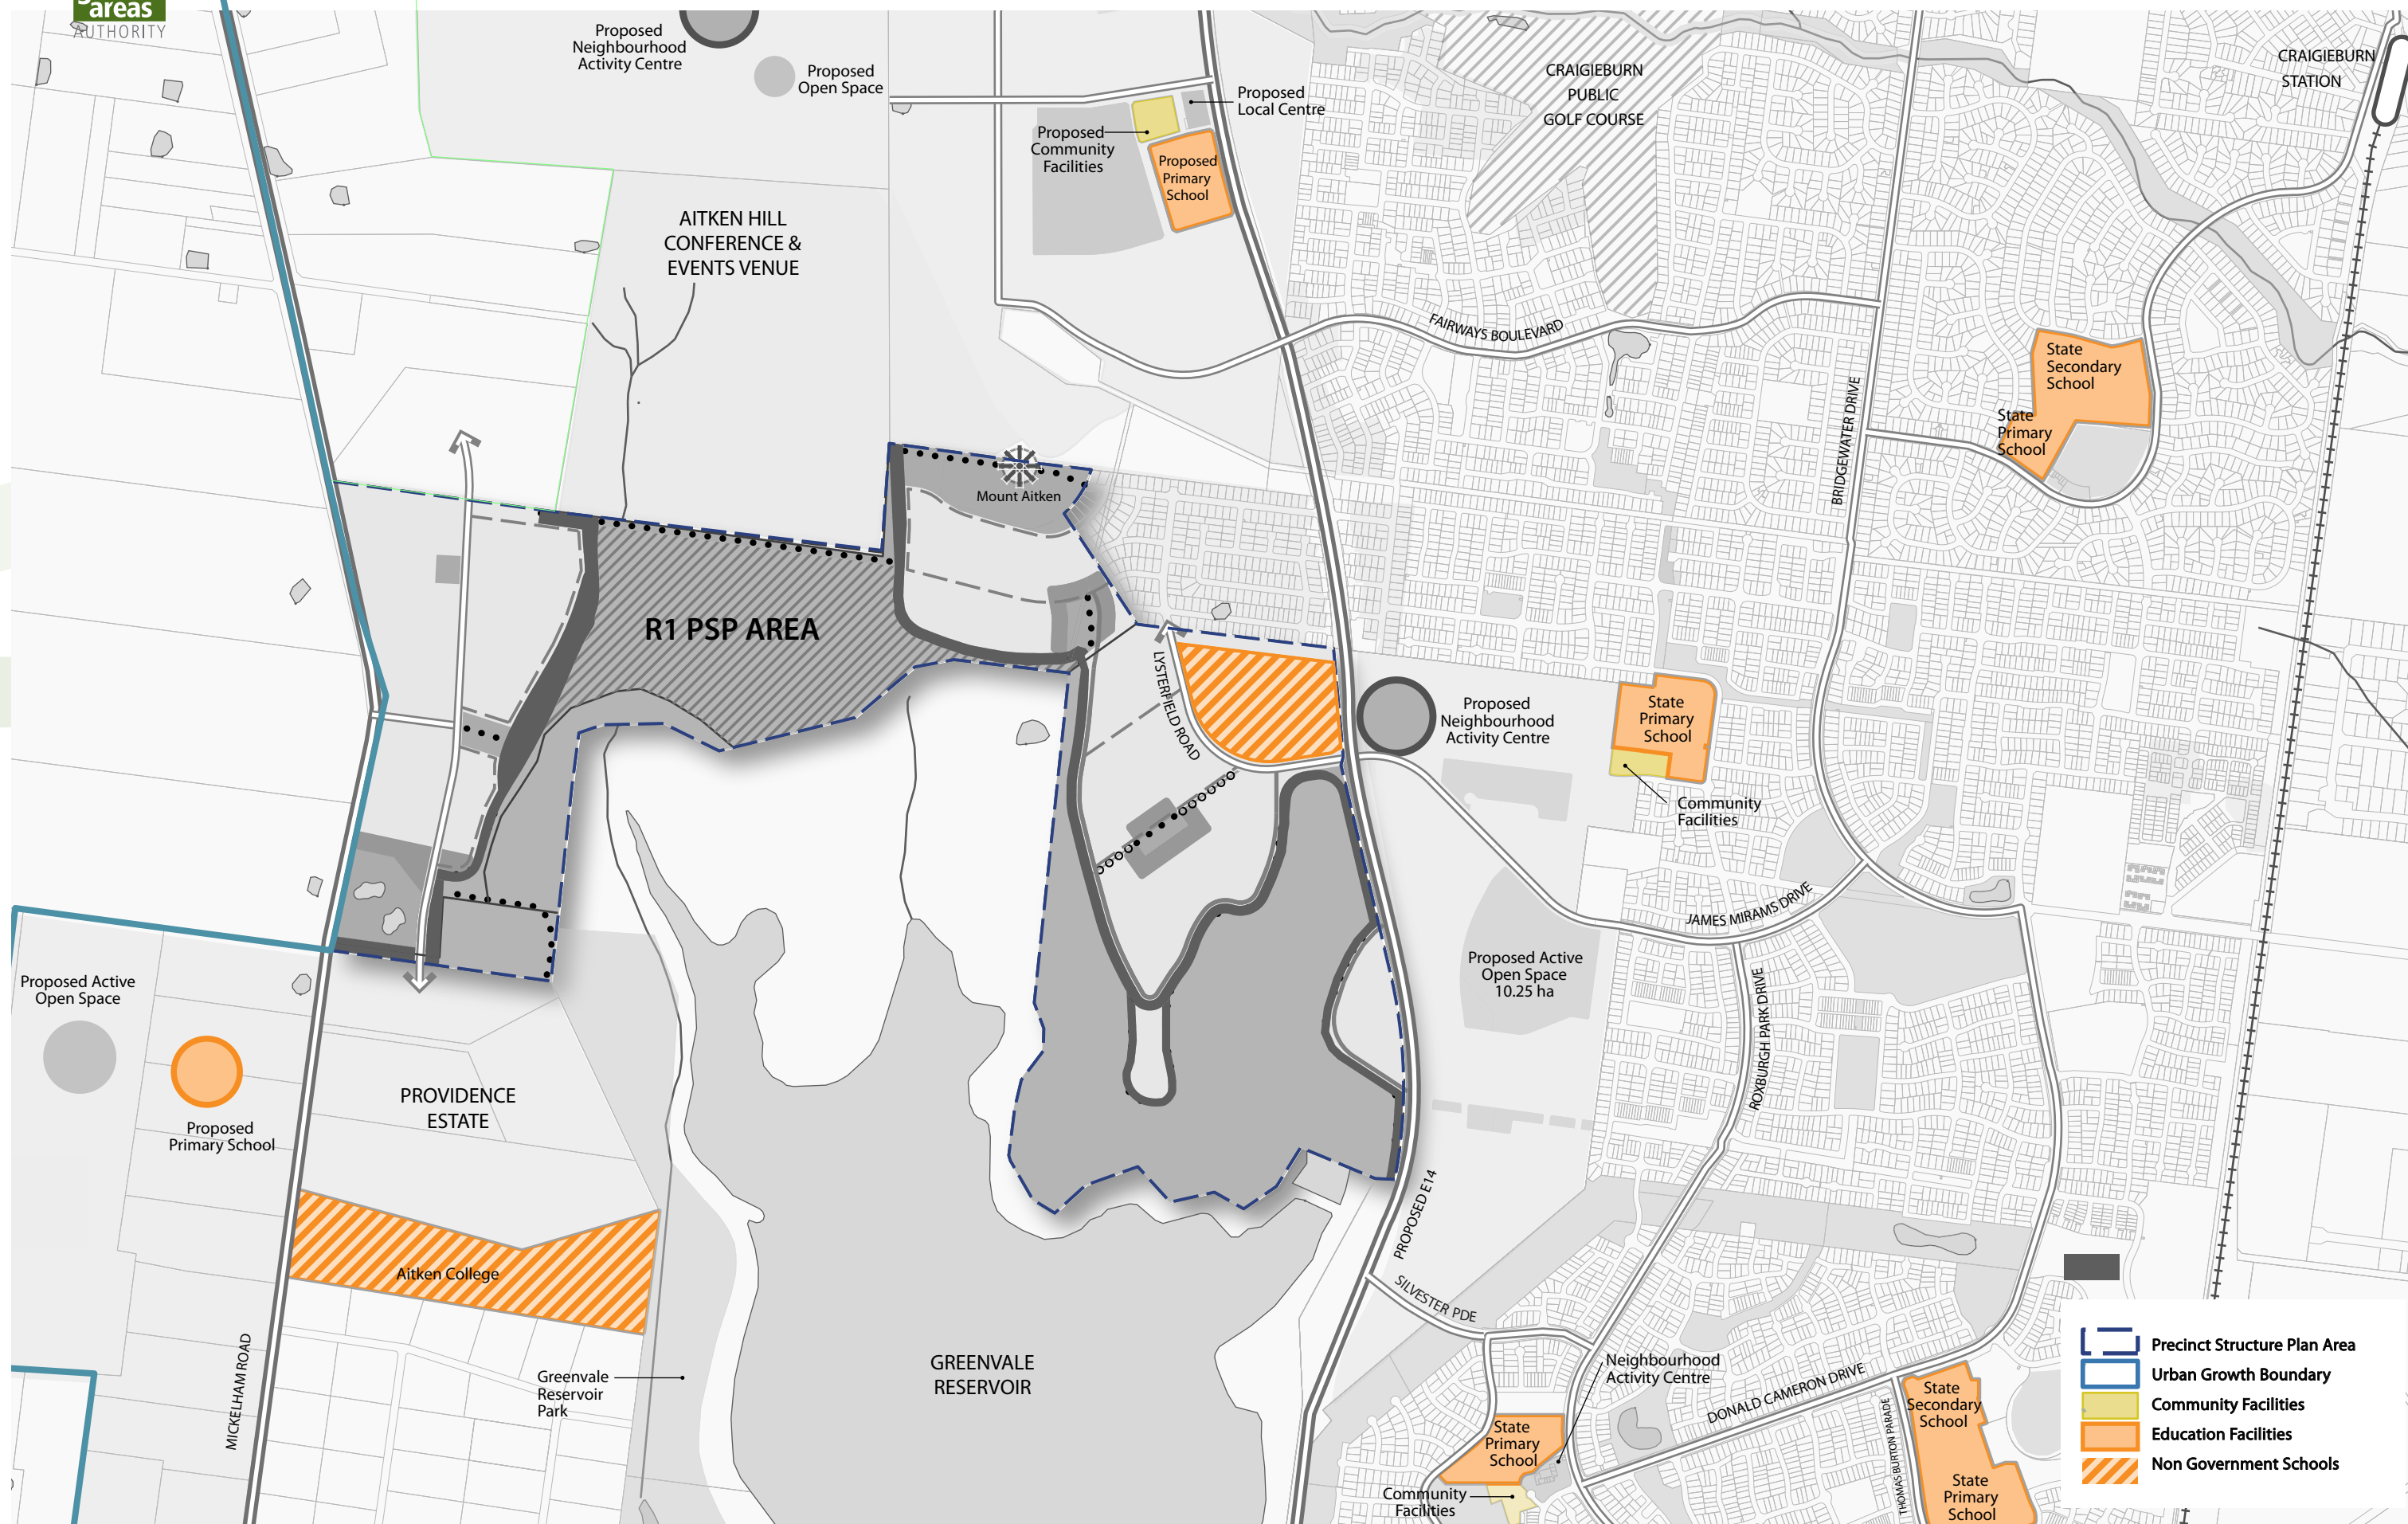 areas
AUTHORITY
Proposed
Neighbourhood
Activity Centre
Proposed
Open Space
Proposed
Local Centre
Proposed
Community
Facilities
Proposed
Primary
School
CRAIGIEBURN
PUBLIC
GOLF COURSE
CRAIGIEBURN
STATION
AITKEN HILL
CONFERENCE &
EVENTS VENUE
FAIRWAYS BOULEVARD
BRIDGEWATER DRIVE
State
Secondary
School
State
Primary
School
Mount Aitken
R1 PSP AREA
LYSTERFIELD ROAD
Proposed
Neighbourhood
Activity Centre
State
Primary
School
Community
Facilities
JAMES MIRAMS DRIVE
Proposed Active
Open Space
10.25 ha
ROXBURGH PARK DRIVE
Proposed Active
Open Space
Proposed
Primary School
PROVIDENCE
ESTATE
Aitken College
MICKELHAM ROAD
Greenvale
Reservoir
Park
GREENVALE
RESERVOIR
PROPOSED E14
SILVESTER PDE
Neighbourhood
Activity Centre
DONALD CAMERON DRIVE
THOMAS BURTON PARADE
State
Primary
School
Community
Facilities
State
Secondary
School
State
Primary
School
Precinct Structure Plan Area
Urban Growth Boundary
Community Facilities
Education Facilities
Non Government Schools